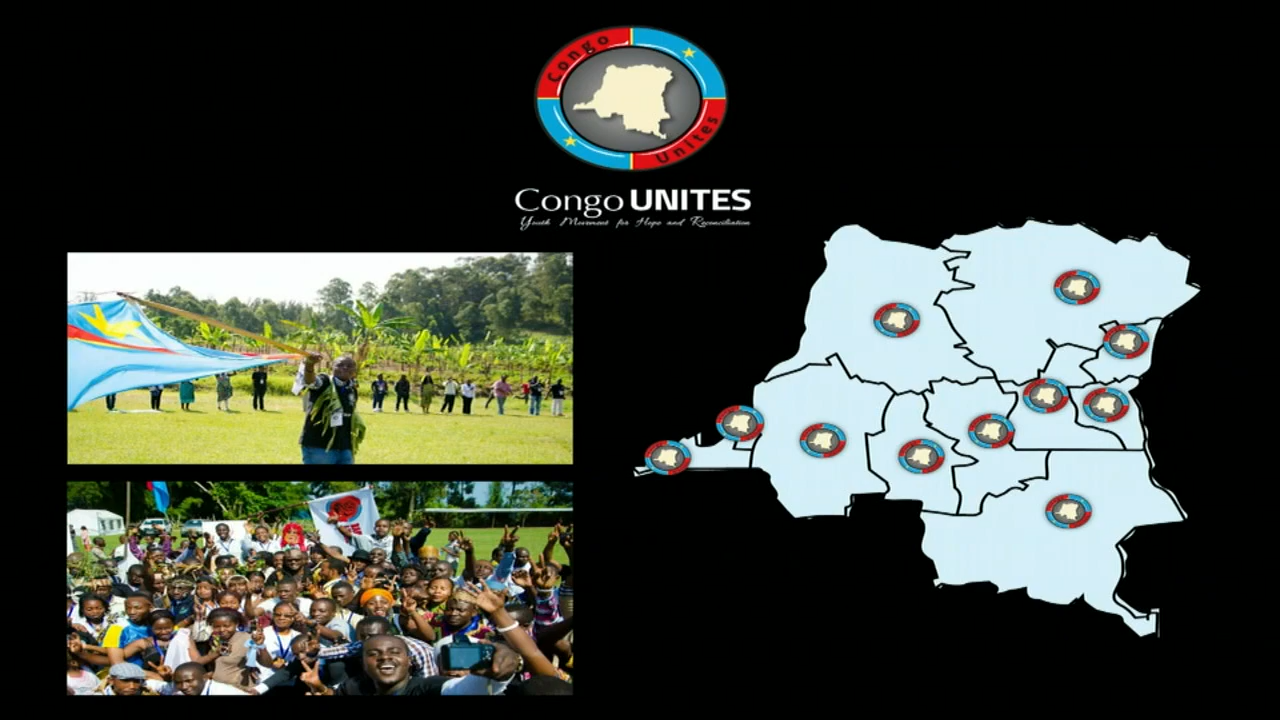 Congo
Unites
Congo UNITES
Youth Movement for Hope and Reconciliation